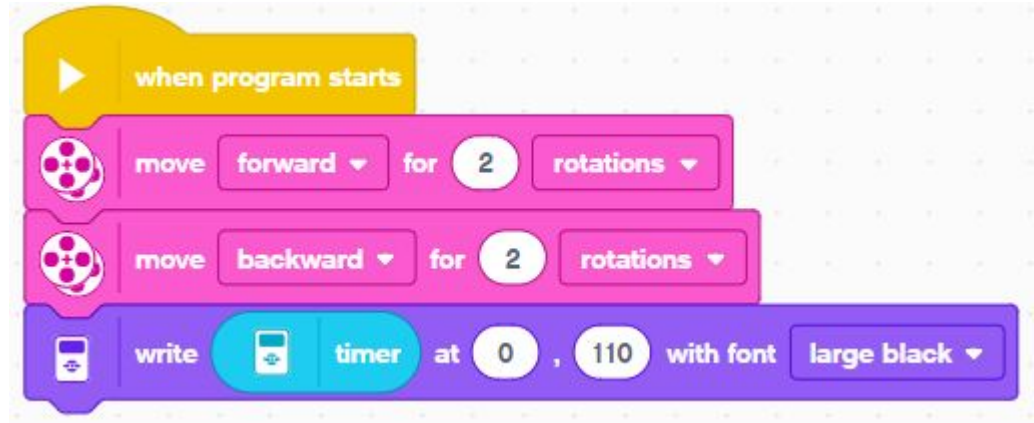 when program starts
move forward for 2 rotations
move backward for 2 rotations
write timer at 0 , 110 with font large black